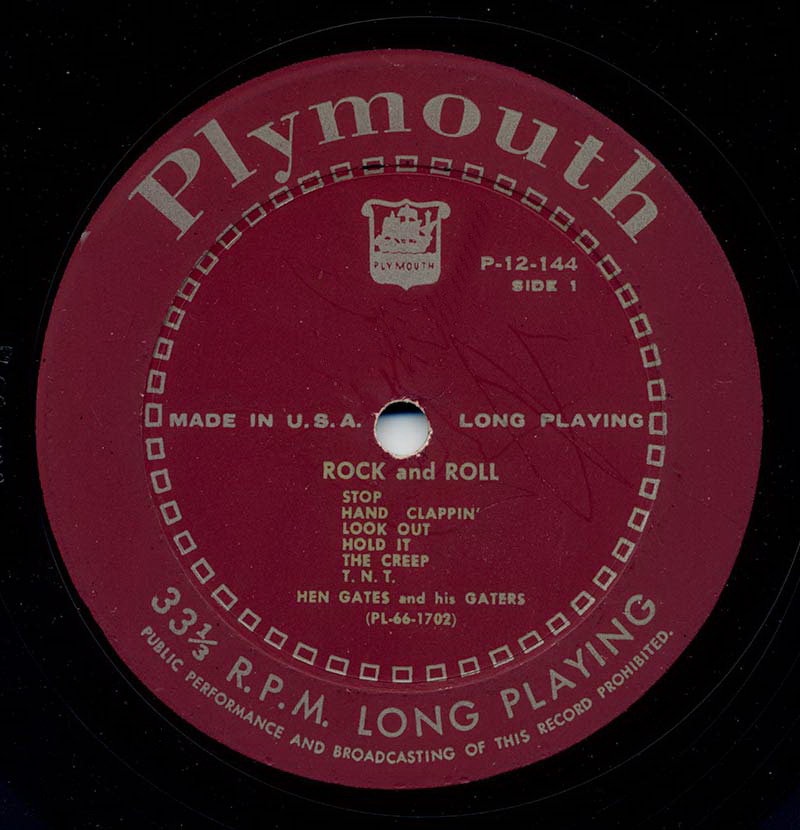 Plymouth
PLYMOUTH
P-12-144
SIDE 1
MADE IN U.S.A. LONG PLAYING
ROCK and ROLL
STOP
HAND CLAPPIN'
LOOK OUT
HOLD IT
THE CREEP
T. N. T.
HEN GATES and his GATERS
(PL-66-1702)
33⅓ R.P.M. LONG PLAYING
PUBLIC PERFORMANCE AND BROADCASTING OF THIS RECORD PROHIBITED.